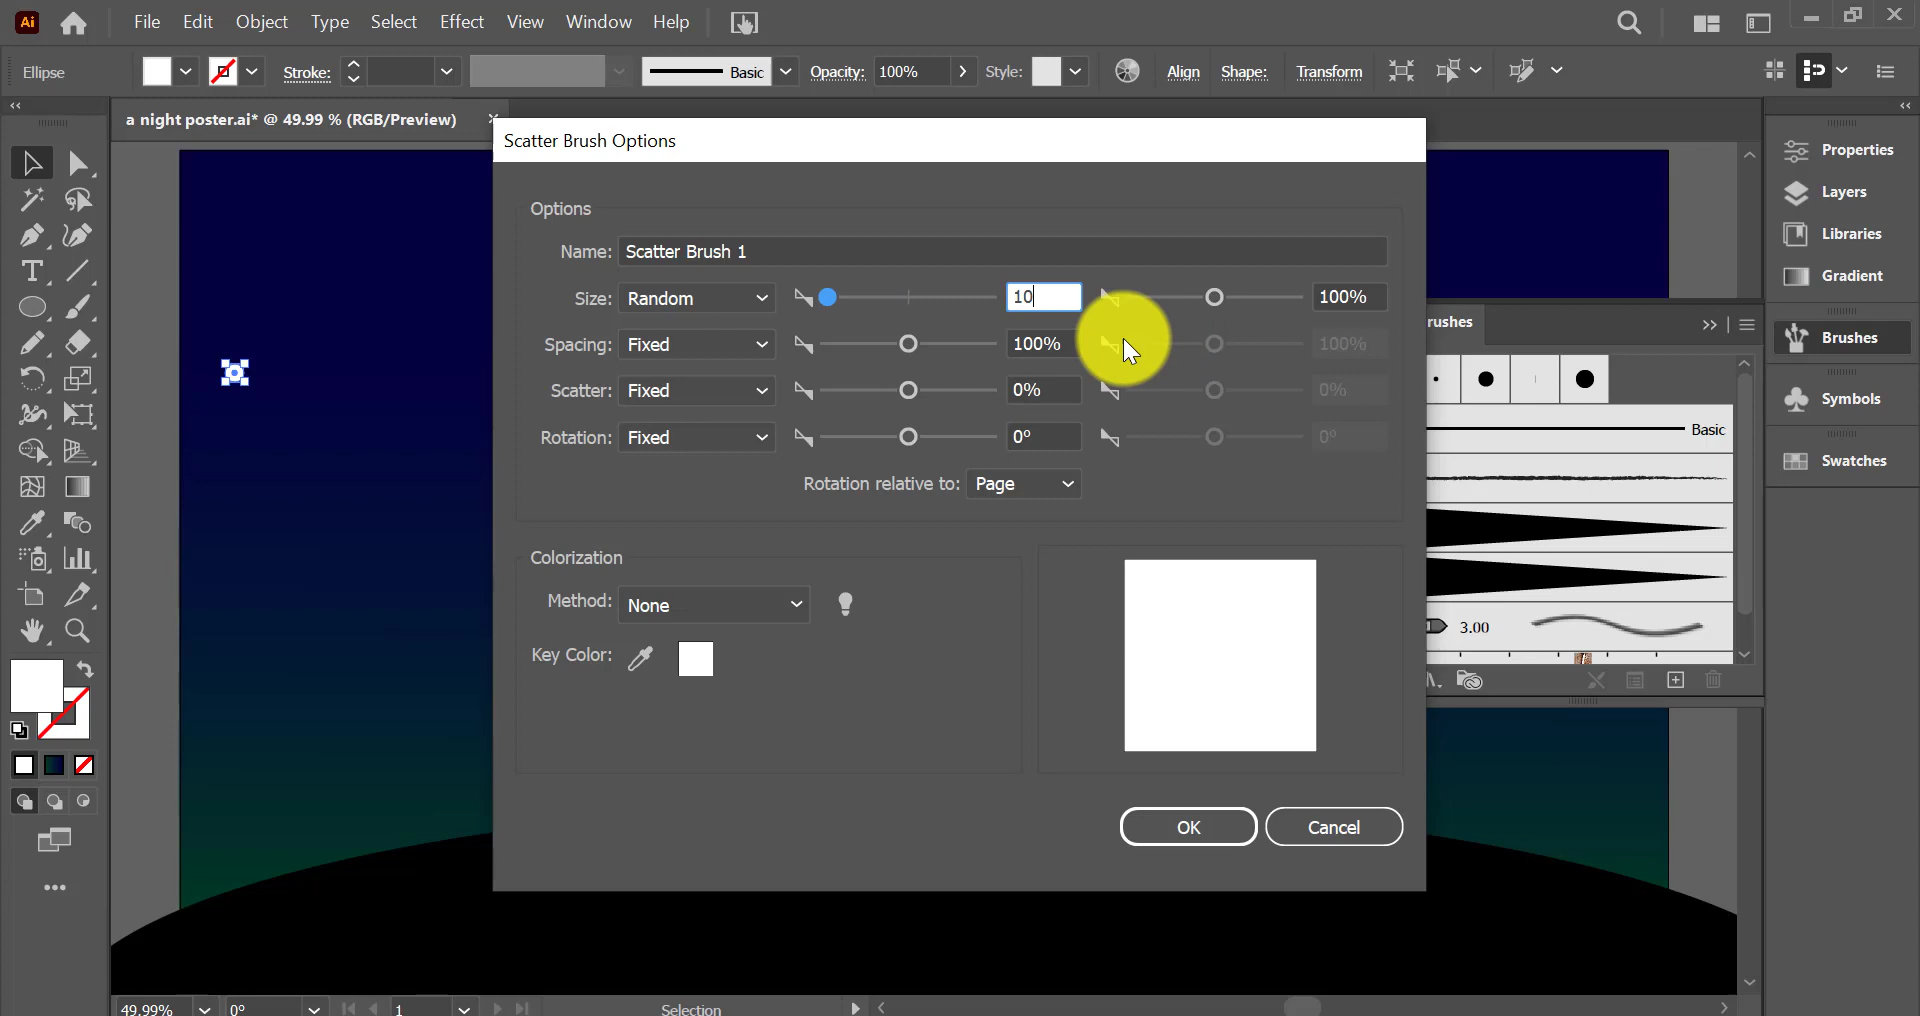 Ai File Edit Object Type Select Effect View Window Help
Ellipse Stroke: Basic Opacity: 100% Style: Align Shape: Transform
a night poster.ai* @ 49.99 % (RGB/Preview)
Scatter Brush Options
Options
Name: Scatter Brush 1
Size: Random 10 100%
Spacing: Fixed 100% 100%
Scatter: Fixed 0% 0%
Rotation: Fixed 0° 0°
Rotation relative to: Page
Colorization
Method: None
Key Color:
OK Cancel
rushes
Basic
3.00
Properties
Layers
Libraries
Gradient
Brushes
Symbols
Swatches
49.99% 0° 1 Selection